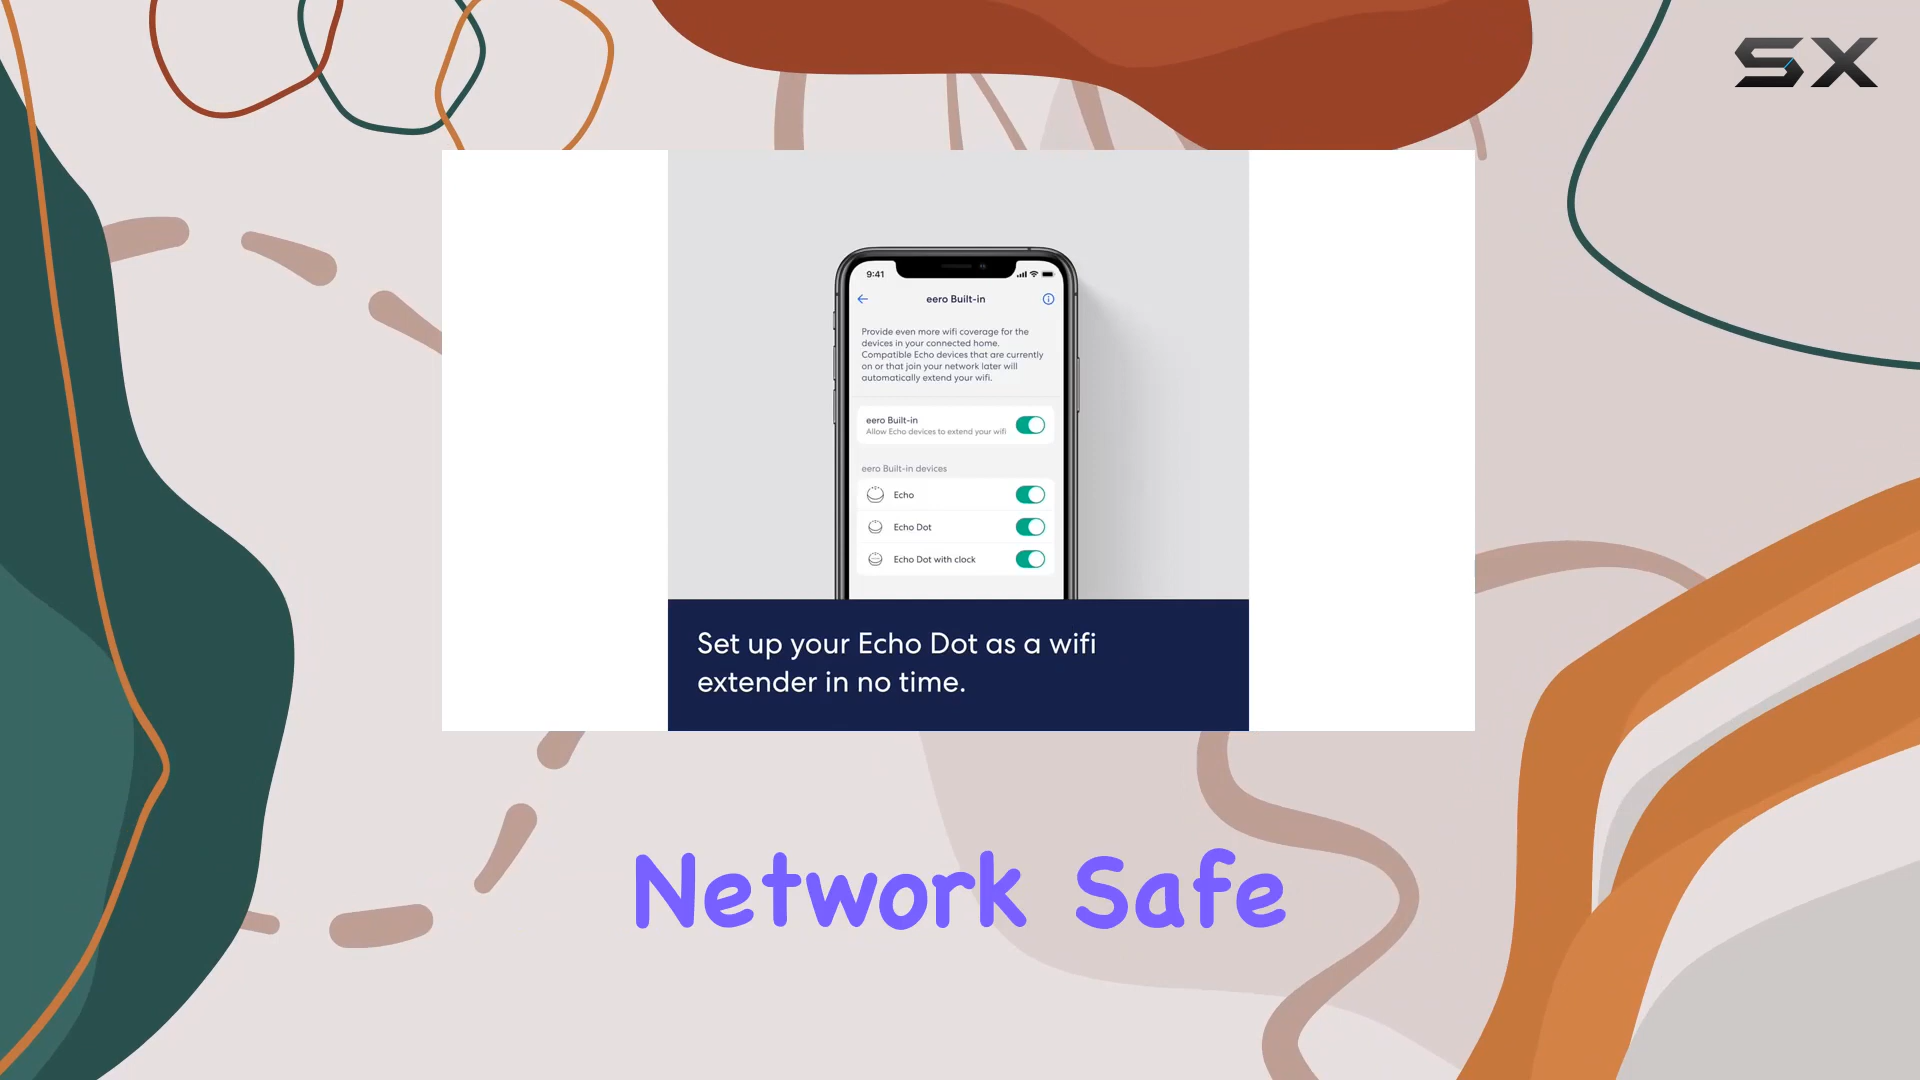 SX
9:41
eero Built-in
Provide even more wifi coverage for the
devices in your connected home.
Compatible Echo devices that are currently
on or that join your network later will
automatically extend your wifi.
eero Built-in
Allow Echo devices to extend your wifi
eero Built-in devices
Echo
Echo Dot
Echo Dot with clock
Set up your Echo Dot as a wifi
extender in no time.
Network Safe